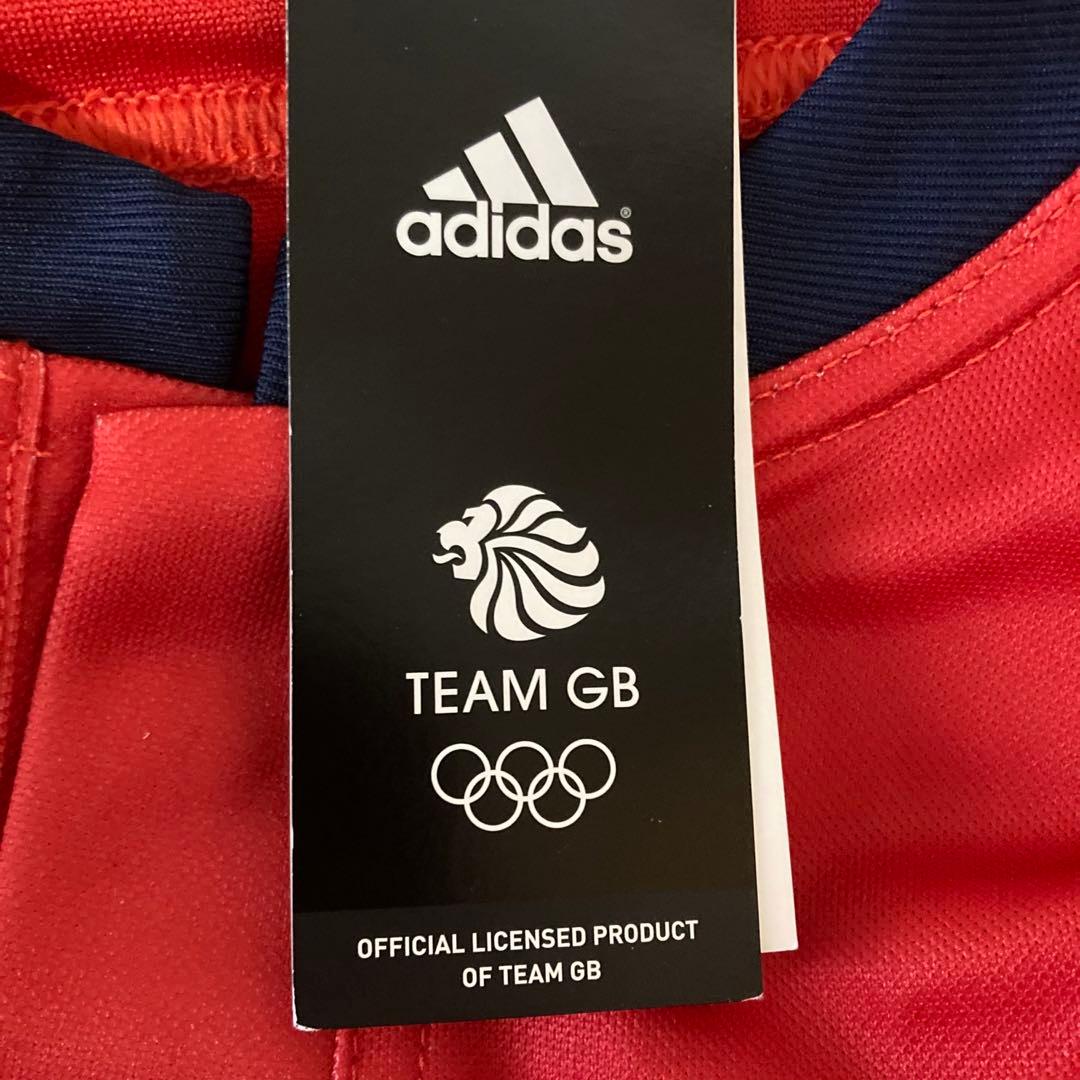 adidas®
TEAM GB
OFFICIAL LICENSED PRODUCT
OF TEAM GB